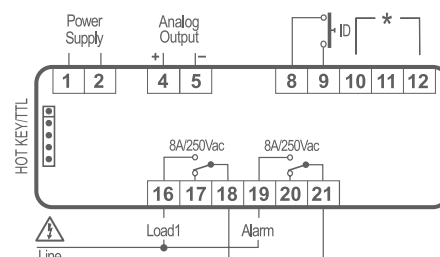 Power Supply
Analog Output
+ −
ID
*
1 2 4 5 8 9 10 11 12
HOT KEY/TTL
8A/250Vac 8A/250Vac
16 17 18 19 20 21
Load1 Alarm
Line